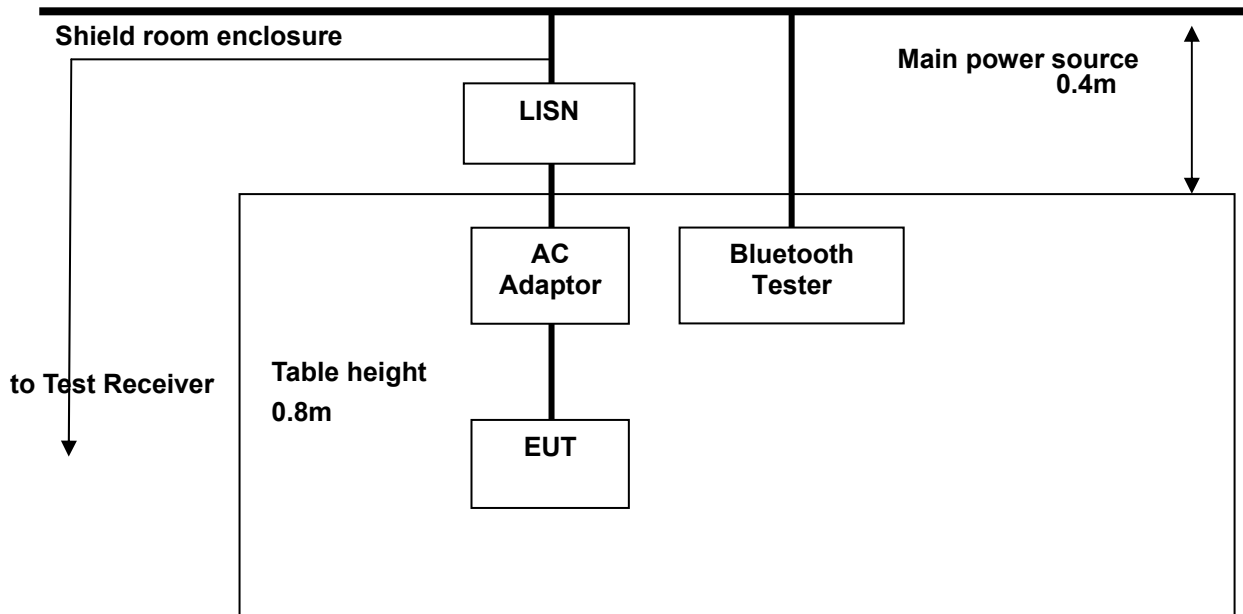 Shield room enclosure
Main power source
0.4m
LISN
AC
Adaptor
Bluetooth
Tester
to Test Receiver
Table height
0.8m
EUT